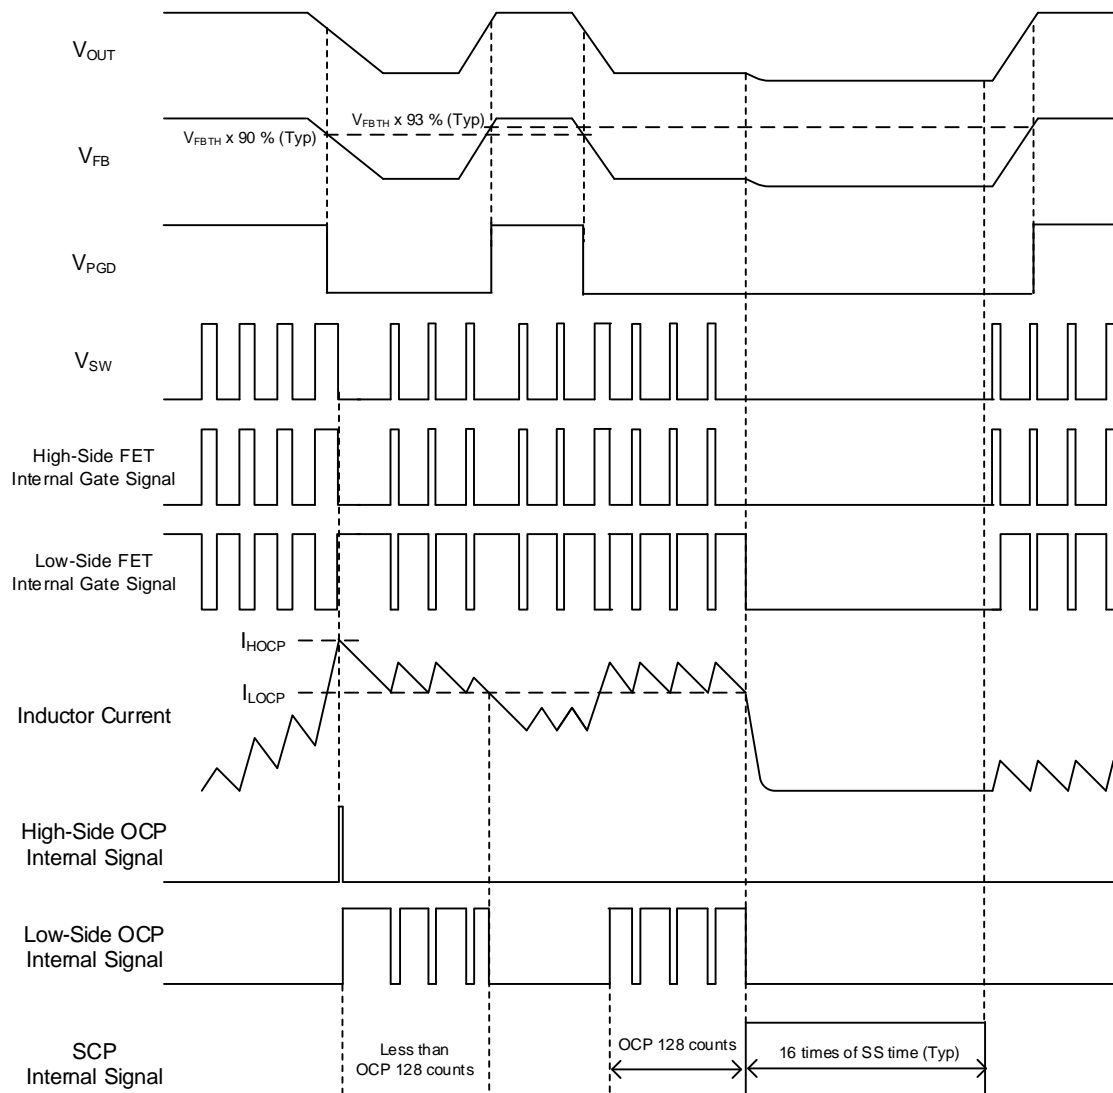 VOUT
VFBTH x 93 % (Typ)
VFBTH x 90 % (Typ)
VFB
VPGD
VSW
High-Side FET
Internal Gate Signal
Low-Side FET
Internal Gate Signal
IHOCP
ILOCP
Inductor Current
High-Side OCP
Internal Signal
Low-Side OCP
Internal Signal
SCP
Internal Signal
Less than
OCP 128 counts
OCP 128 counts
16 times of SS time (Typ)